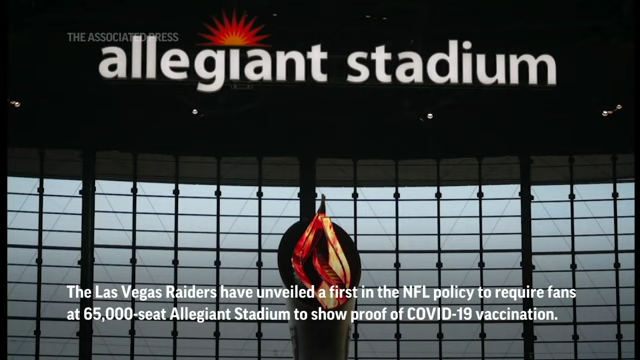 THE ASSOCIATED PRESS
allegiant stadium
The Las Vegas Raiders have unveiled a first in the NFL policy to require fans
at 65,000-seat Allegiant Stadium to show proof of COVID-19 vaccination.